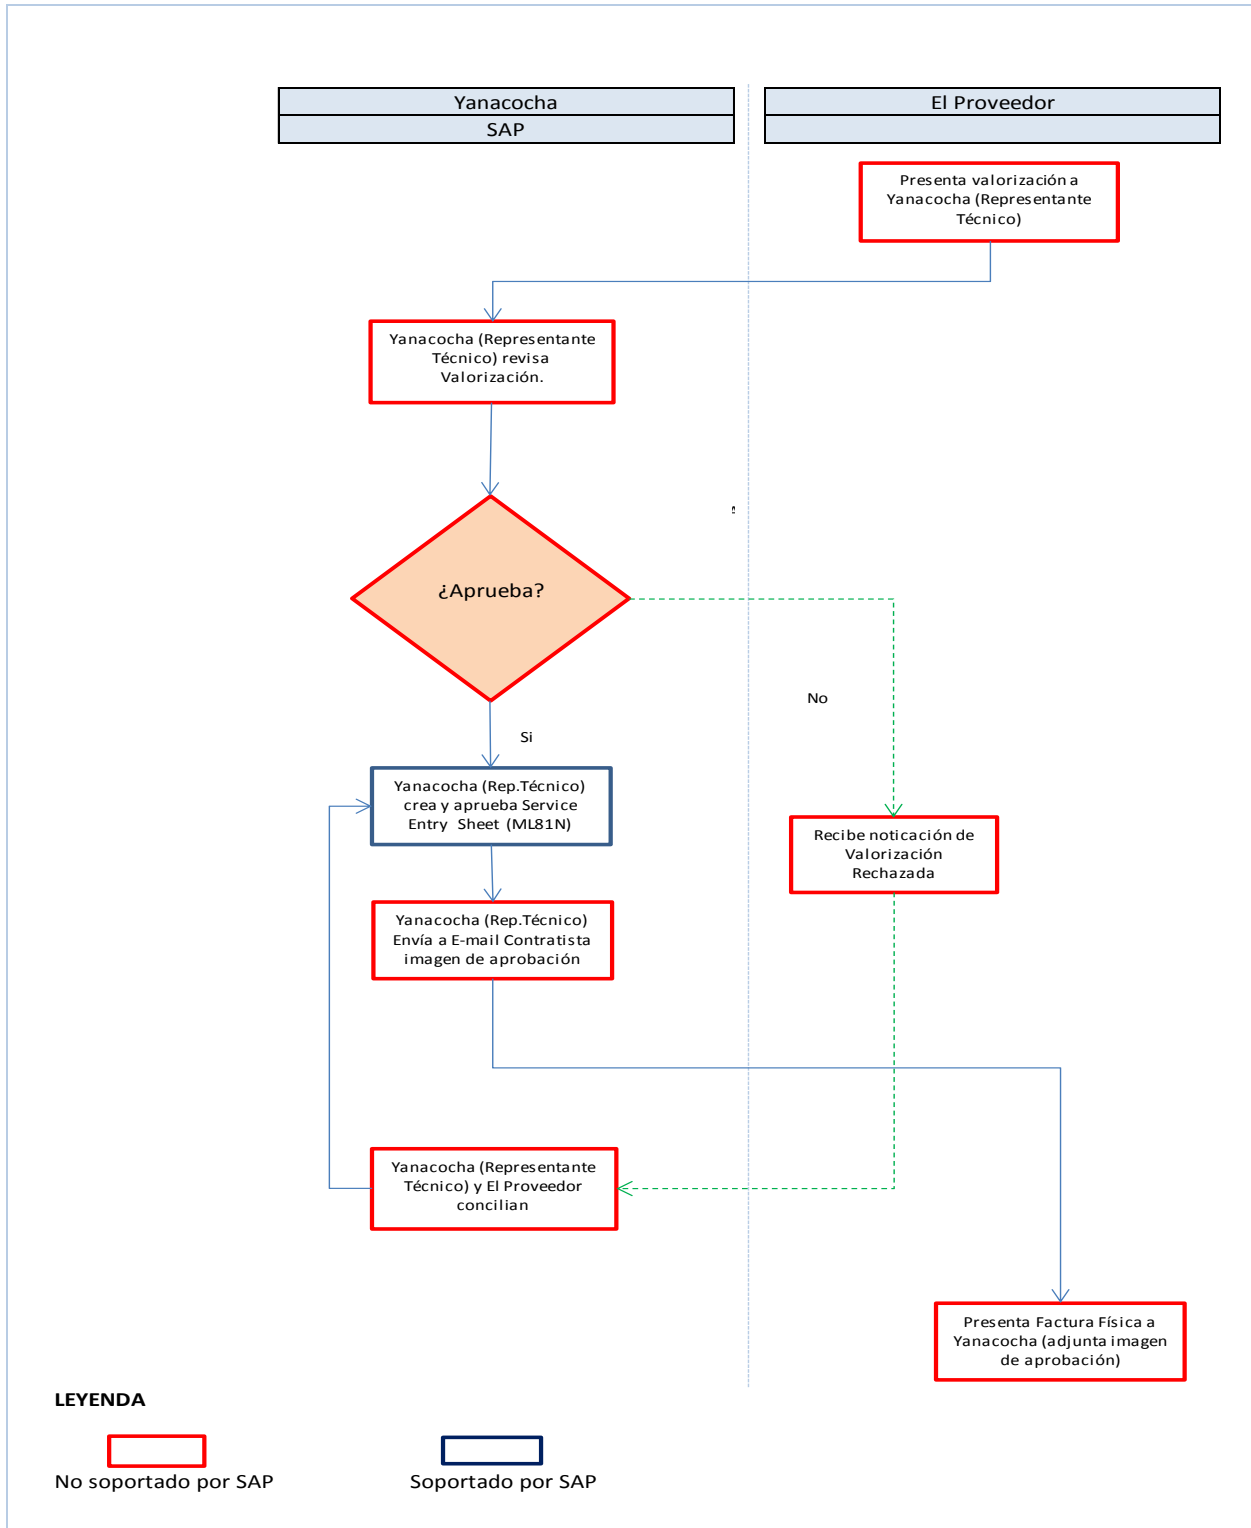 Yanacocha
SAP
El Proveedor
Presenta valorización a
Yanacocha (Representante
Técnico)
Yanacocha (Representante
Técnico) revisa
Valorización.
¿Aprueba?
No
Si
Yanacocha (Rep.Técnico)
crea y aprueba Service
Entry Sheet (ML81N)
Recibe noticación de
Valorización
Rechazada
Yanacocha (Rep.Técnico)
Envía a E-mail Contratista
imagen de aprobación
Yanacocha (Representante
Técnico) y El Proveedor
concilian
Presenta Factura Física a
Yanacocha (adjunta imagen
de aprobación)
LEYENDA
No soportado por SAP
Soportado por SAP